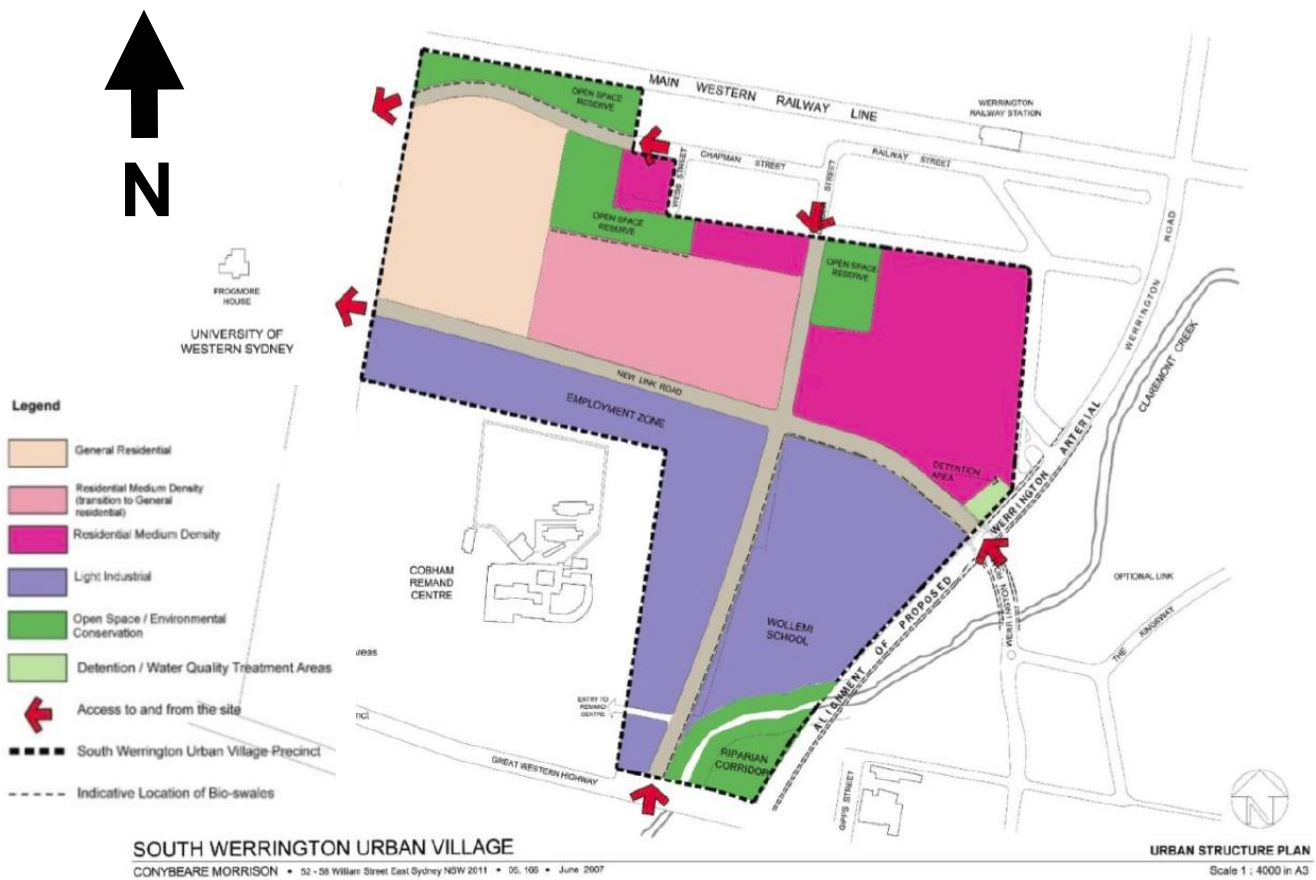 N
MAIN WESTERN RAILWAY LINE
WERRINGTON
RAILWAY STATION
OPEN SPACE
RESERVE
CHAPMAN STREET
RAILWAY STREET
WEBB STREET
STREET
OPEN SPACE
RESERVE
OPEN SPACE
RESERVE
WERRINGTON ROAD
CLAREMONT CREEK
FROGMORE
HOUSE
UNIVERSITY OF
WESTERN SYDNEY
NEW LINK ROAD
EMPLOYMENT ZONE
DETENTION
AREA
ALIGNMENT OF PROPOSED WERRINGTON ARTERIAL
Legend
General Residential
Residential Medium Density
(transition to General
residential)
Residential Medium Density
Light Industrial
Open Space / Environmental
Conservation
Detention / Water Quality Treatment Areas
Access to and from the site
South Werrington Urban Village Precinct
Indicative Location of Bio-swales
COBHAM
REMAND
CENTRE
OPTIONAL LINK
THE KINGSWAY
WERRINGTON
WOLLEMI
SCHOOL
areas
nct
ENTRY TO
REMAND
CENTRE
RIPARIAN
CORRIDOR
GREAT WESTERN HIGHWAY
GIPPS STREET
N
SOUTH WERRINGTON URBAN VILLAGE
URBAN STRUCTURE PLAN
CONYBEARE MORRISON • 52 - 58 William Street East Sydney NSW 2011 • 05. 166 • June 2007
Scale 1 : 4000 in A3